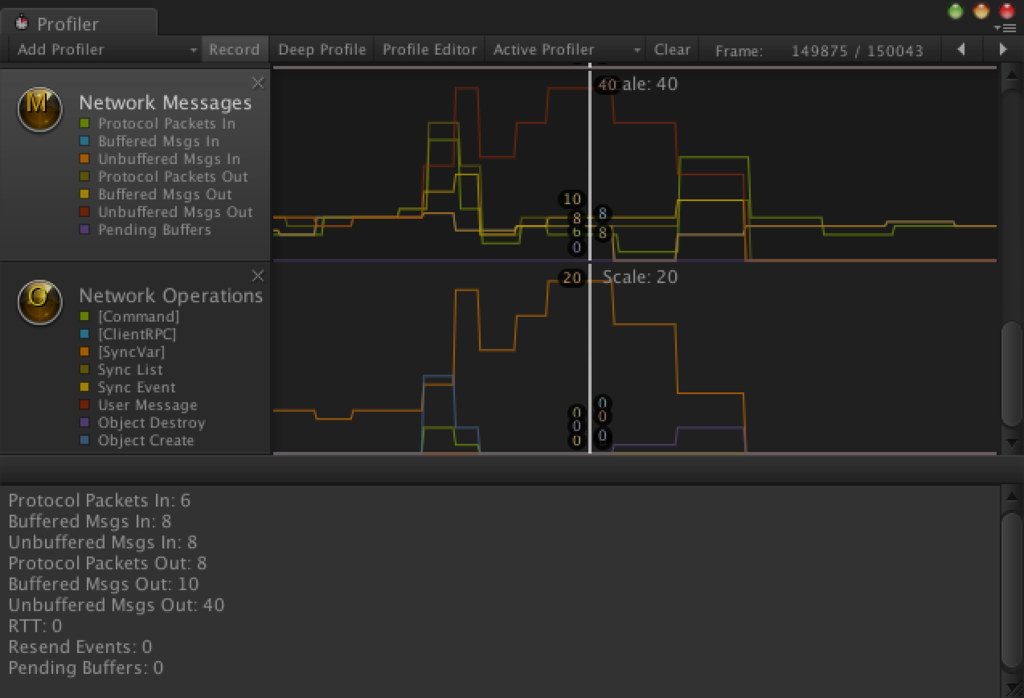 Profiler
Add Profiler Record Deep Profile Profiler Editor Active Profiler Clear Frame: 149875 / 150043
M Network Messages
Protocol Packets In
Buffered Msgs In
Unbuffered Msgs In
Protocol Packets Out
Buffered Msgs Out
Unbuffered Msgs Out
Pending Buffers
40 ale: 40
10
8 8
6 8
0
O Network Operations
[Command]
[ClientRPC]
[SyncVar]
Sync List
Sync Event
User Message
Object Destroy
Object Create
20 Scale: 20
0 0
0 0
0 0
Protocol Packets In: 6
Buffered Msgs In: 8
Unbuffered Msgs In: 8
Protocol Packets Out: 8
Buffered Msgs Out: 10
Unbuffered Msgs Out: 40
RTT: 0
Resend Events: 0
Pending Buffers: 0